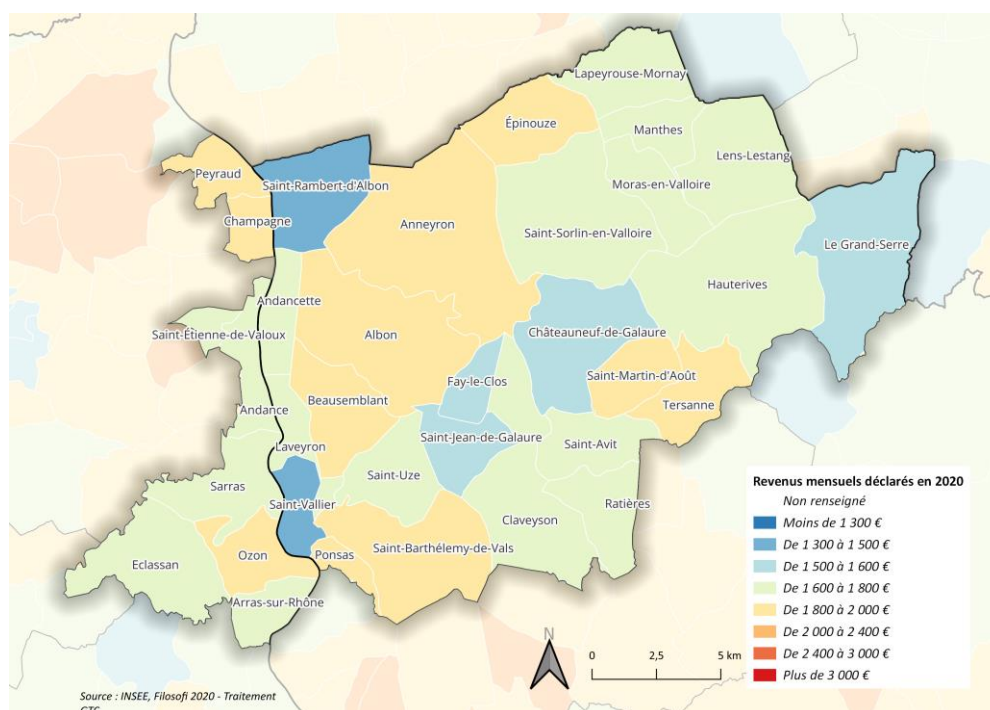 Lapeyrouse-Mornay
Épinouze
Manthes
Lens-Lestang
Peyraud
Saint-Rambert-d'Albon
Moras-en-Valloire
Champagne
Anneyron
Saint-Sorlin-en-Valloire
Le Grand-Serre
Hauterives
Andancette
Saint-Étienne-de-Valoux
Albon
Châteauneuf-de-Galaure
Fay-le-Clos
Saint-Martin-d'Août
Beausemblant
Tersanne
Andance
Saint-Jean-de-Galaure
Saint-Avit
Laveyron
Saint-Uze
Sarras
Saint-Vallier
Ratières
Claveyson
Saint-Barthélemy-de-Vals
Ozon
Ponsas
Eclassan
Arras-sur-Rhône
Revenus mensuels déclarés en 2020
Non renseigné
Moins de 1 300 €
De 1 300 à 1 500 €
De 1 500 à 1 600 €
De 1 600 à 1 800 €
De 1 800 à 2 000 €
De 2 000 à 2 400 €
De 2 400 à 3 000 €
Plus de 3 000 €
N
0 2,5 5 km
Source : INSEE, Filosofi 2020 - Traitement